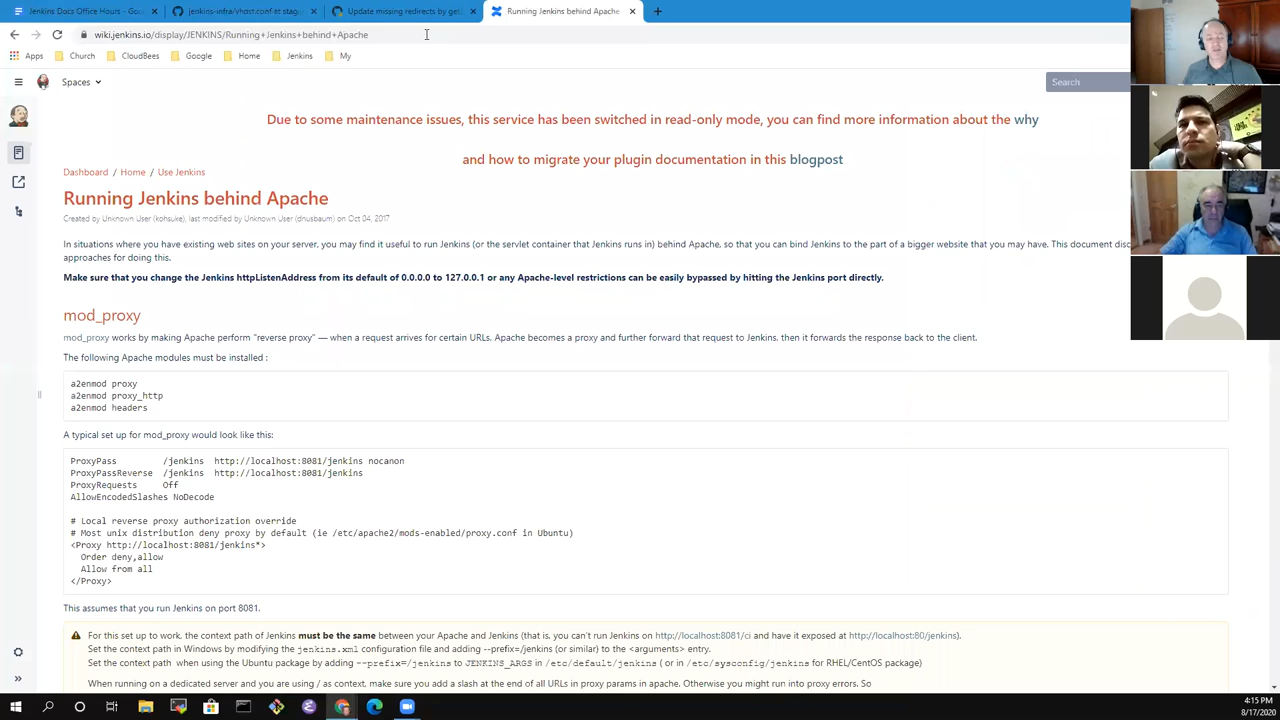 Jenkins Docs Office Hours - Goo
jenkins-infra/vhost.conf et stag
Update missing redirects by get
Running Jenkins behind Apache
wiki.jenkins.io/display/JENKINS/Running+Jenkins+behind+Apache
Apps Church CloudBees Google Home Jenkins My
Spaces
Search
Due to some maintenance issues, this service has been switched in read-only mode, you can find more information about the why
and how to migrate your plugin documentation in this blogpost
Dashboard / Home / Use Jenkins
Running Jenkins behind Apache
Created by Unknown User (kohsuke), last modified by Unknown User (dnusbaum) on Oct 04, 2017
In situations where you have existing web sites on your server, you may find it useful to run Jenkins (or the servlet container that Jenkins runs in) behind Apache, so that you can bind Jenkins to the part of a bigger website that you may have. This document disc
approaches for doing this.
Make sure that you change the Jenkins httpListenAddress from its default of 0.0.0.0 to 127.0.0.1 or any Apache-level restrictions can be easily bypassed by hitting the Jenkins port directly.
mod_proxy
mod_proxy works by making Apache perform "reverse proxy" — when a request arrives for certain URLs, Apache becomes a proxy and further forward that request to Jenkins, then it forwards the response back to the client.
The following Apache modules must be installed :
a2enmod proxy
a2enmod proxy_http
a2enmod headers
A typical set up for mod_proxy would look like this:
ProxyPass /jenkins http://localhost:8081/jenkins nocanon
ProxyPassReverse /jenkins http://localhost:8081/jenkins
ProxyRequests Off
AllowEncodedSlashes NoDecode
# Local reverse proxy authorization override
# Most unix distribution deny proxy by default (ie /etc/apache2/mods-enabled/proxy.conf in Ubuntu)
<Proxy http://localhost:8081/jenkins*>
Order deny,allow
Allow from all
</Proxy>
This assumes that you run Jenkins on port 8081.
For this set up to work, the context path of Jenkins must be the same between your Apache and Jenkins (that is, you can't run Jenkins on http://localhost:8081/ci and have it exposed at http://localhost:80/jenkins).
Set the context path in Windows by modifying the jenkins.xml configuration file and adding --prefix=/jenkins (or similar) to the <arguments> entry.
Set the context path when using the Ubuntu package by adding --prefix=/jenkins to JENKINS_ARGS in /etc/default/jenkins ( or in /etc/sysconfig/jenkins for RHEL/CentOS package)
When running on a dedicated server and you are using / as context, make sure you add a slash at the end of all URLs in proxy params in apache. Otherwise you might run into proxy errors. So
4:15 PM
8/17/2020